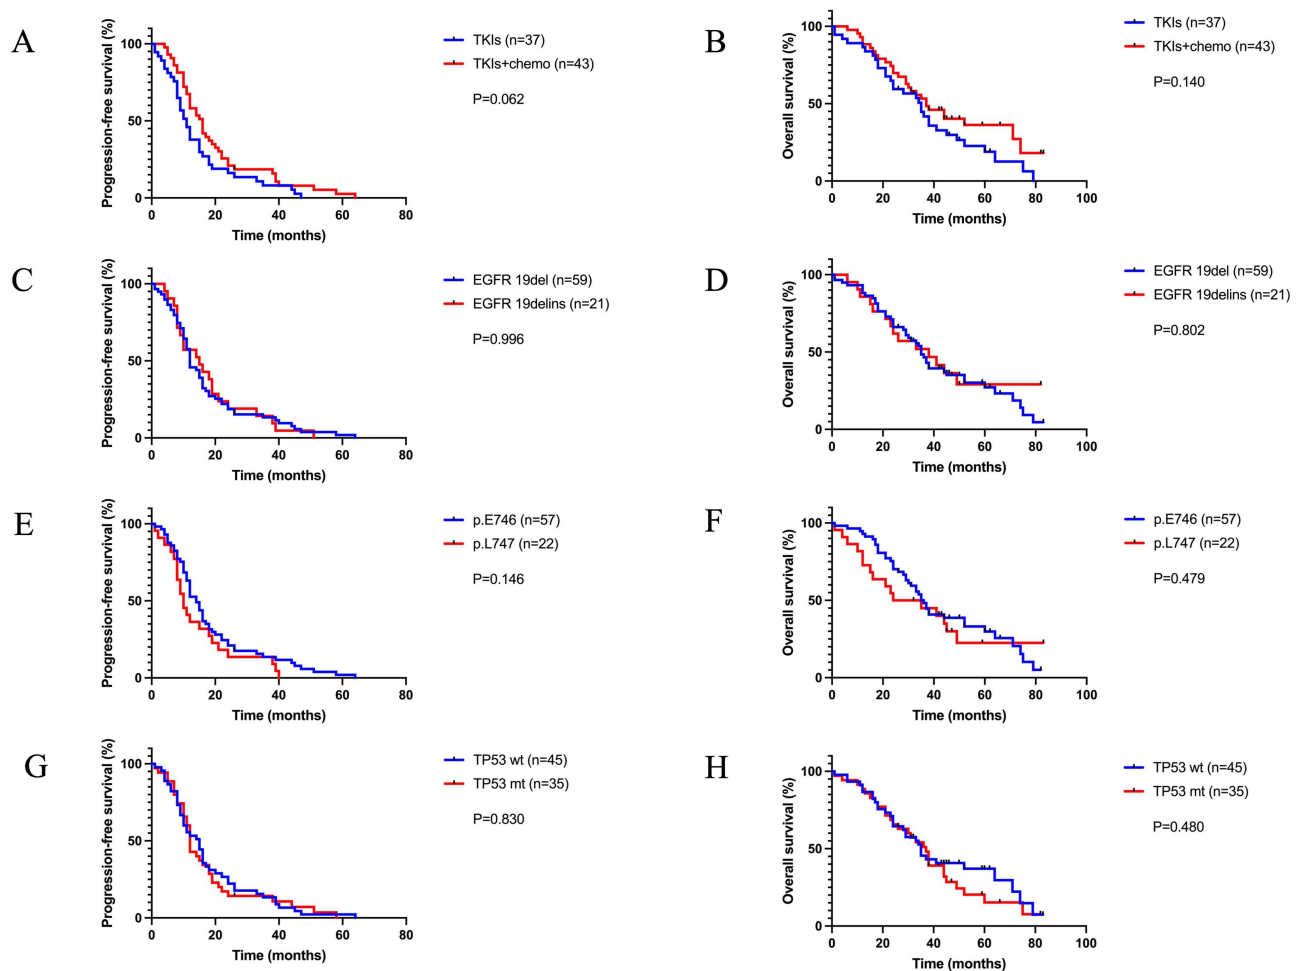 A
Progression-free survival (%)
100
50
0
0 20 40 60 80
Time (months)
TKIs (n=37)
TKIs+chemo (n=43)
P=0.062
B
Overall survival (%)
100
50
0
0 20 40 60 80 100
Time (months)
TKIs (n=37)
TKIs+chemo (n=43)
P=0.140
C
Progression-free survival (%)
100
50
0
0 20 40 60 80
Time (months)
EGFR 19del (n=59)
EGFR 19delins (n=21)
P=0.996
D
Overall survival (%)
100
50
0
0 20 40 60 80 100
Time (months)
EGFR 19del (n=59)
EGFR 19delins (n=21)
P=0.802
E
Progression-free survival (%)
100
50
0
0 20 40 60 80
Time (months)
p.E746 (n=57)
p.L747 (n=22)
P=0.146
F
Overall survival (%)
100
50
0
0 20 40 60 80 100
Time (months)
p.E746 (n=57)
p.L747 (n=22)
P=0.479
G
Progression-free survival (%)
100
50
0
0 20 40 60 80
Time (months)
TP53 wt (n=45)
TP53 mt (n=35)
P=0.830
H
Overall survival (%)
100
50
0
0 20 40 60 80 100
Time (months)
TP53 wt (n=45)
TP53 mt (n=35)
P=0.480